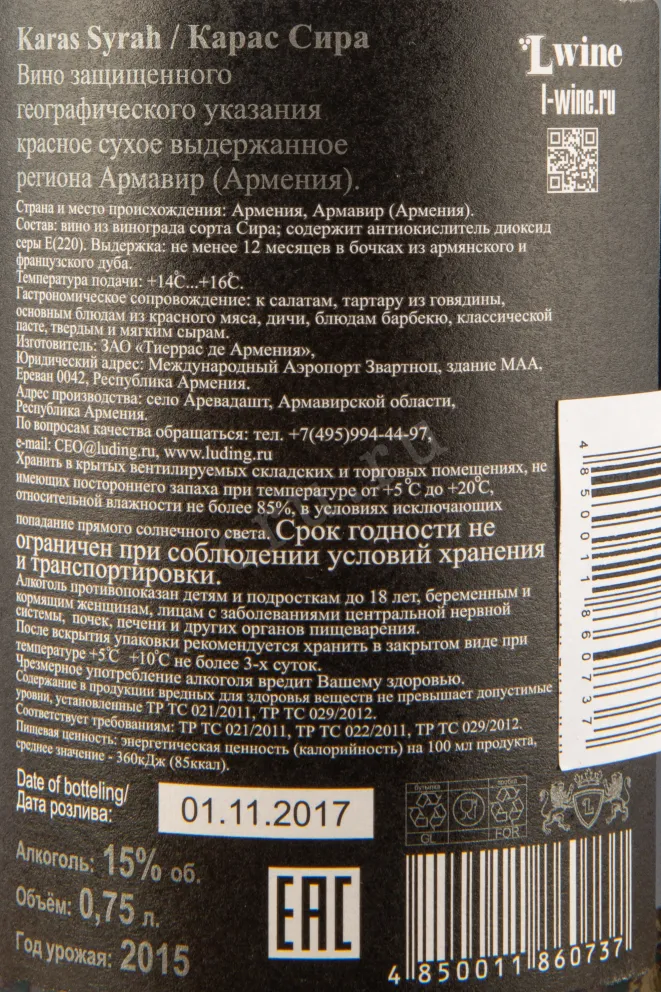 Karas Syrah / Карас Сира
Вино защищенного
географического указания
красное сухое выдержанное
региона Армавир (Армения).
Lwine
l-wine.ru
Страна и место происхождения: Армения, Армавир (Армения).
Состав: вино из винограда сорта Сира; содержит антиокислитель диоксид
серы Е(220). Выдержка: не менее 12 месяцев в бочках из армянского и
французского дуба.
Температура подачи: +14°C...+16°C.
Гастрономическое сопровождение: к салатам, тартару из говядины,
основным блюдам из красного мяса, дичи, блюдам барбекю, классической
пасте, твердым и мягким сырам.
Изготовитель: ЗАО «Тиеррас де Армения»,
Юридический адрес: Международный Аэропорт Звартноц, здание МАА,
Ереван 0042, Республика Армения.
Адрес производства: село Аревадашт, Армавирской области,
Республика Армения.
По вопросам качества обращаться: тел. +7(495)994-44-97,
e-mail: CEO@luding.ru, www.luding.ru
Хранить в крытых вентилируемых складских и торговых помещениях, не
имеющих постороннего запаха при температуре от +5°C до +20°C,
относительной влажности не более 85%, в условиях исключающих
попадание прямого солнечного света. Срок годности не
ограничен при соблюдении условий хранения
и транспортировки.
Алкоголь противопоказан детям и подросткам до 18 лет, беременным и
кормящим женщинам, лицам с заболеваниями центральной нервной
системы, почек, печени и других органов пищеварения.
После вскрытия упаковки рекомендуется хранить в закрытом виде при
температуре +5°C +10°C не более 3-х суток.
Чрезмерное употребление алкоголя вредит Вашему здоровью.
Содержание в продукции вредных для здоровья веществ не превышает допустимые
уровни, установленные ТР ТС 021/2011, ТР ТС 029/2012.
Соответствует требованиям: ТР ТС 021/2011, ТР ТС 022/2011, ТР ТС 029/2012.
Пищевая ценность: энергетическая ценность (калорийность) на 100 мл продукта,
среднее значение - 360кДж (85ккал).
4850011860737
Date of botteling/
Дата розлива:
01.11.2017
Бутылка
пробка
GL
FOR
L
Алкоголь: 15% об.
Объём: 0,75 л.
Год урожая: 2015
EAC
4 850011 860737